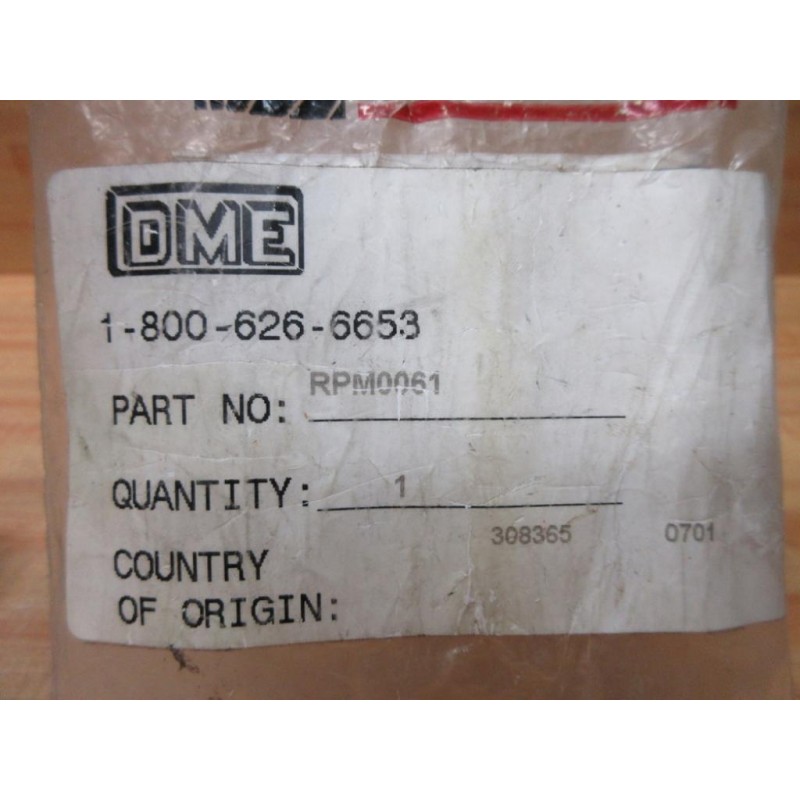 DME
1-800-626-6653
PART NO: RPM0061
QUANTITY: 1
308365 0701
COUNTRY
OF ORIGIN: